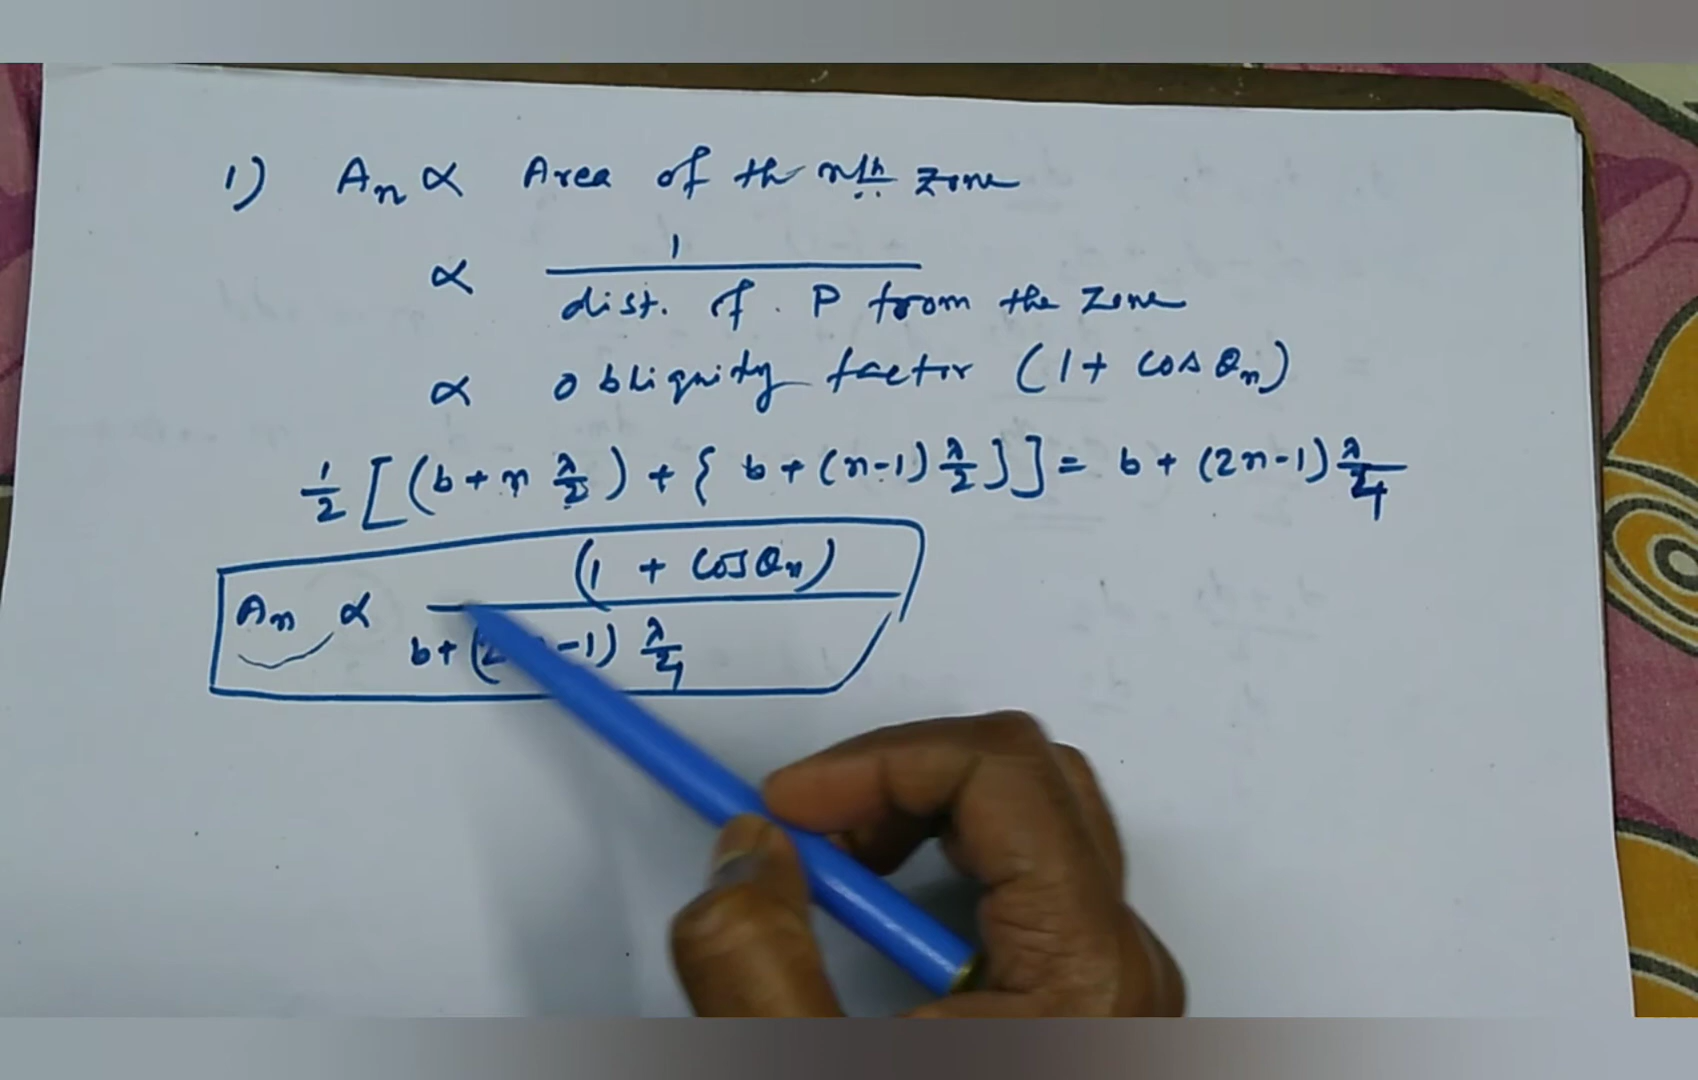 1) Aₙ ∝ Area of th nth zone
∝ 1 / dist. of P from the zone
∝ obliquity factor (1 + cos θₙ)
1/2 [(b + n λ/2) + { b + (n-1) λ/2 }] = b + (2n-1) λ/4
Aₙ ∝ (1 + cos θₙ) / b + (2n-1) λ/4